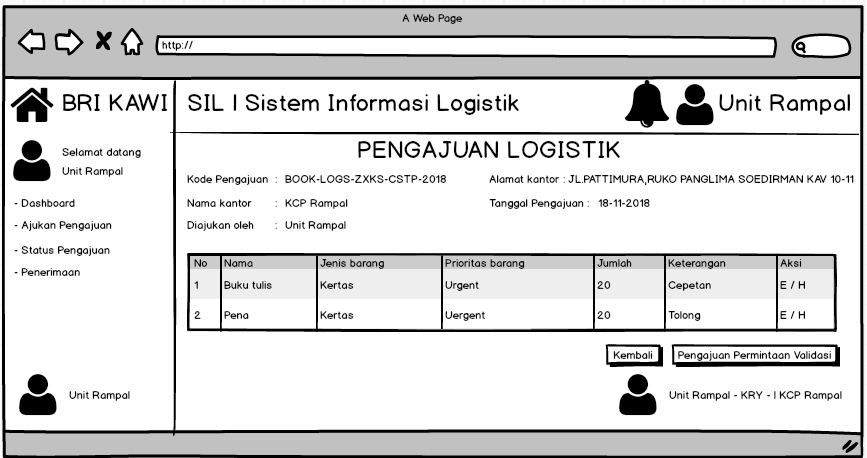 A Web Page
http://
BRI KAWI
SIL | Sistem Informasi Logistik
Unit Rampal
Selamat datang
Unit Rampal
- Dashboard
- Ajukan Pengajuan
- Status Pengajuan
- Penerimaan
Unit Rampal
PENGAJUAN LOGISTIK
Kode Pengajuan : BOOK-LOGS-ZXKS-CSTP-2018
Alamat kantor : JL.PATTIMURA,RUKO PANGLIMA SOEDIRMAN KAV 10-11
Nama kantor : KCP Rampal
Tanggal Pengajuan : 18-11-2018
Diajukan oleh : Unit Rampal
No Nama Jenis barang Prioritas barang Jumlah Keterangan Aksi
1 Buku tulis Kertas Urgent 20 Cepetan E / H
2 Pena Kertas Uergent 20 Tolong E / H
Kembali
Pengajuan Permintaan Validasi
Unit Rampal - KRY - | KCP Rampal